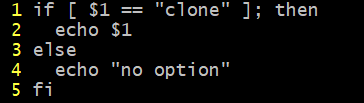 1 if [ $1 == "clone" ]; then
2   echo $1
3 else
4   echo "no option"
5 fi